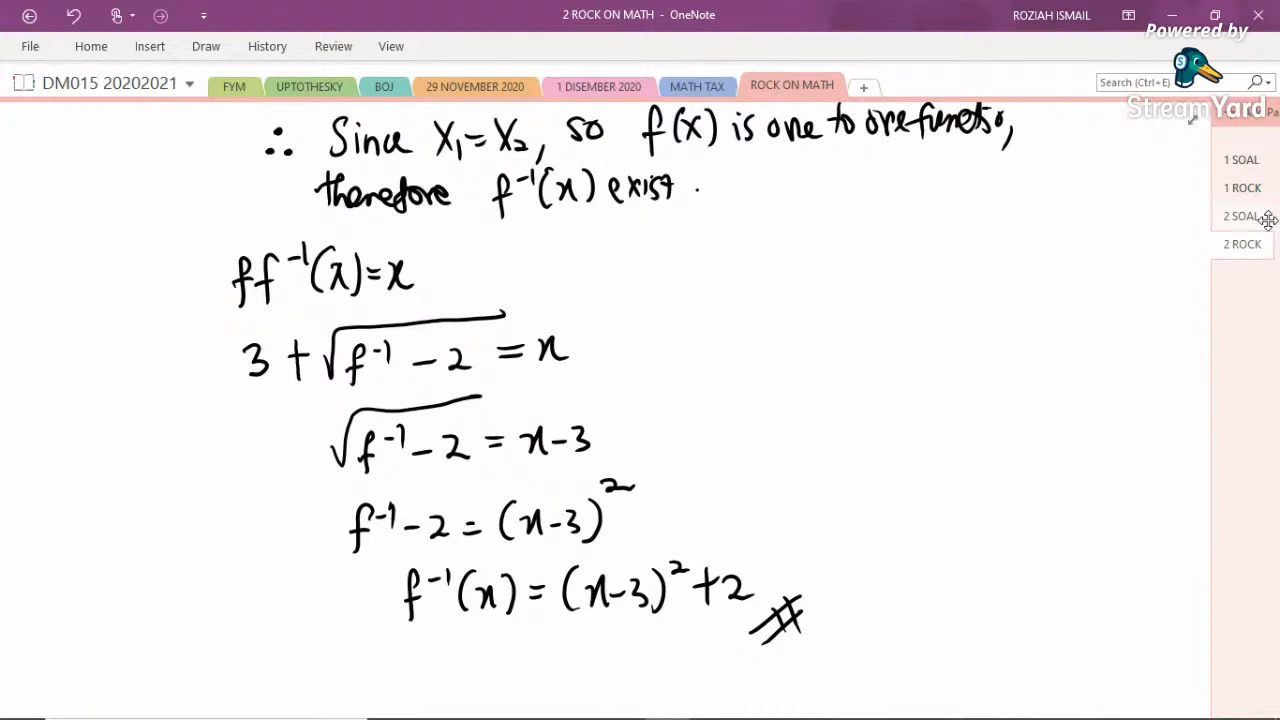 2 ROCK ON MATH - OneNote
ROZIAH ISMAIL
Powered by
File Home Insert Draw History Review View
DM015 20202021 FYM UPTOTHESKY BOJ 29 NOVEMBER 2020 1 DISEMBER 2020 MATH TAX ROCK ON MATH
Search (Ctrl+E)
StreamYard
∴ Since x₁=x₂, so f(x) is one to one function,
therefore f⁻¹(x) exist.
ff⁻¹(x)=x
3 + √(f⁻¹ - 2) = x
√(f⁻¹ - 2) = x-3
f⁻¹ - 2 = (x-3)²
f⁻¹(x) = (x-3)² + 2
1 SOAL
1 ROCK
2 SOAL
2 ROCK